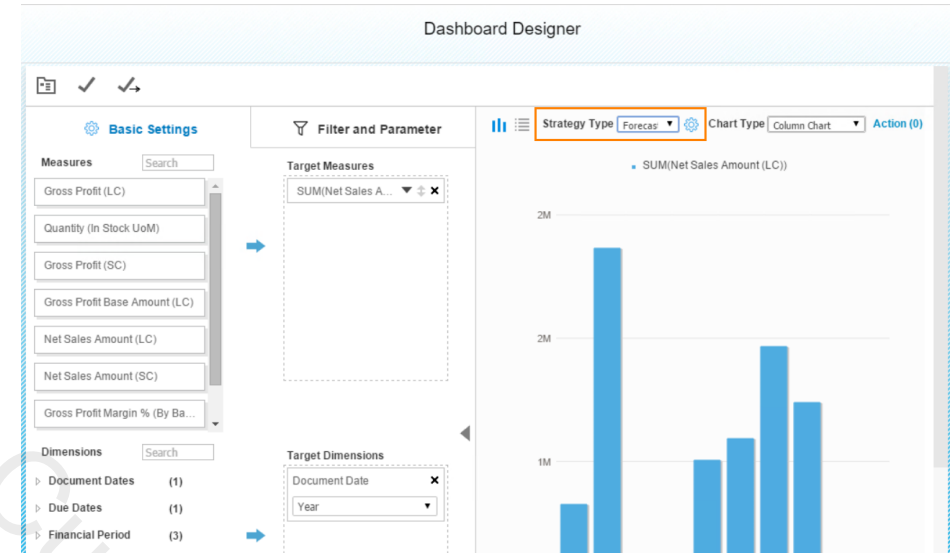 Dashboard Designer
Basic Settings
Filter and Parameter
Strategy Type Forecas
Chart Type Column Chart
Action (0)
Measures Search
Gross Profit (LC)
Quantity (In Stock UoM)
Gross Profit (SC)
Gross Profit Base Amount (LC)
Net Sales Amount (LC)
Net Sales Amount (SC)
Gross Profit Margin % (By Ba...
Dimensions Search
Document Dates (1)
Due Dates (1)
Financial Period (3)
Target Measures
SUM(Net Sales A...
Target Dimensions
Document Date
Year
SUM(Net Sales Amount (LC))
2M
2M
1M